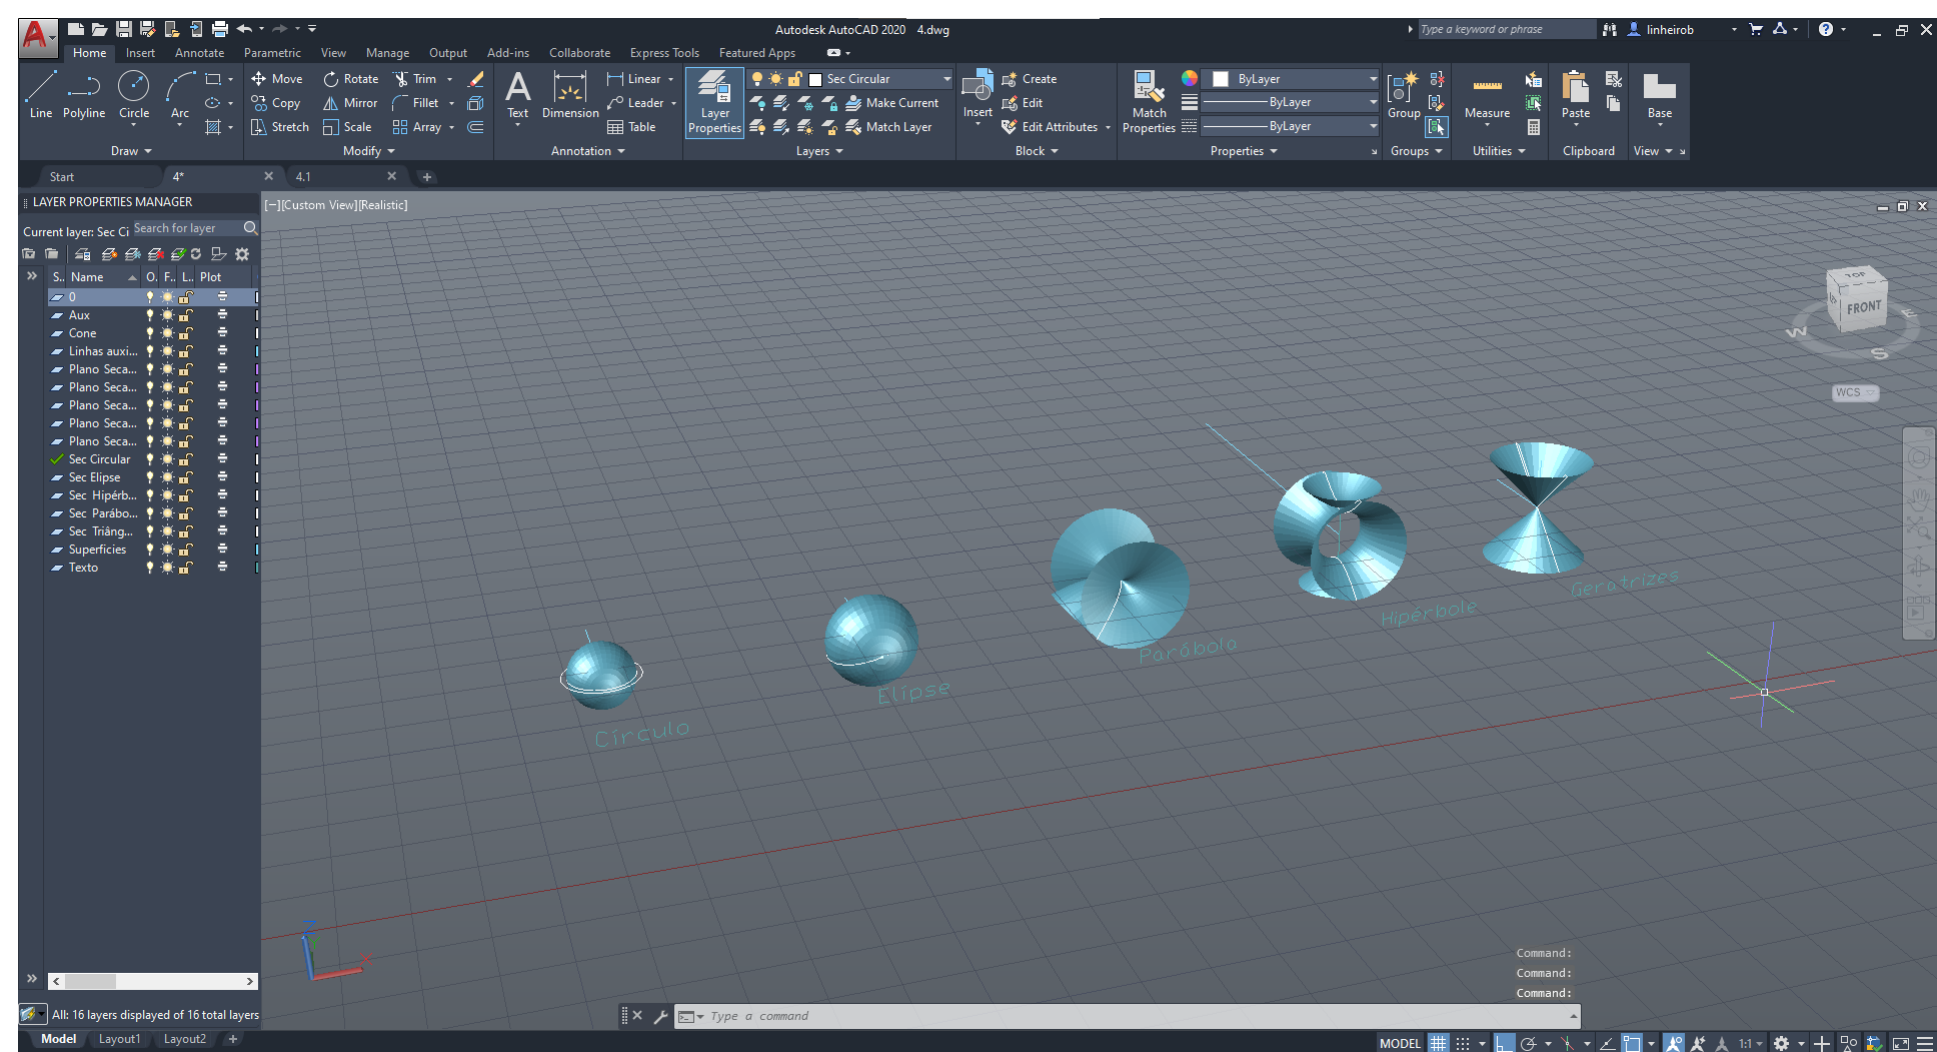 Autodesk AutoCAD 2020 4.dwg
Type a keyword or phrase
linheirob
Home Insert Annotate Parametric View Manage Output Add-ins Collaborate Express Tools Featured Apps
Line Polyline Circle Arc
Move Rotate Trim
Copy Mirror Fillet
Stretch Scale Array
Text Dimension
Linear
Leader
Table
Layer Properties
Sec Circular
Make Current
Match Layer
Insert
Create
Edit
Edit Attributes
Match Properties
ByLayer
ByLayer
ByLayer
Group
Measure
Paste
Base
Draw Modify Annotation Layers Block Properties Groups Utilities Clipboard View
Start 4* 4.1
LAYER PROPERTIES MANAGER
[−][Custom View][Realistic]
Current layer: Sec Ci Search for layer
S.. Name O. F.. L.. Plot
0
Aux
Cone
Linhas auxi...
Plano Seca...
Plano Seca...
Plano Seca...
Plano Seca...
Plano Seca...
Sec Circular
Sec Elipse
Sec Hipérb...
Sec Parábo...
Sec Triâng...
Superficies
Texto
TOP
FRONT
W
S
E
WCS
Geratrizes
Hipérbole
Parábola
Elípse
Círculo
Z
Y
X
Command:
Command:
Command:
Type a command
All: 16 layers displayed of 16 total layers
Model Layout1 Layout2 +
MODEL 1:1